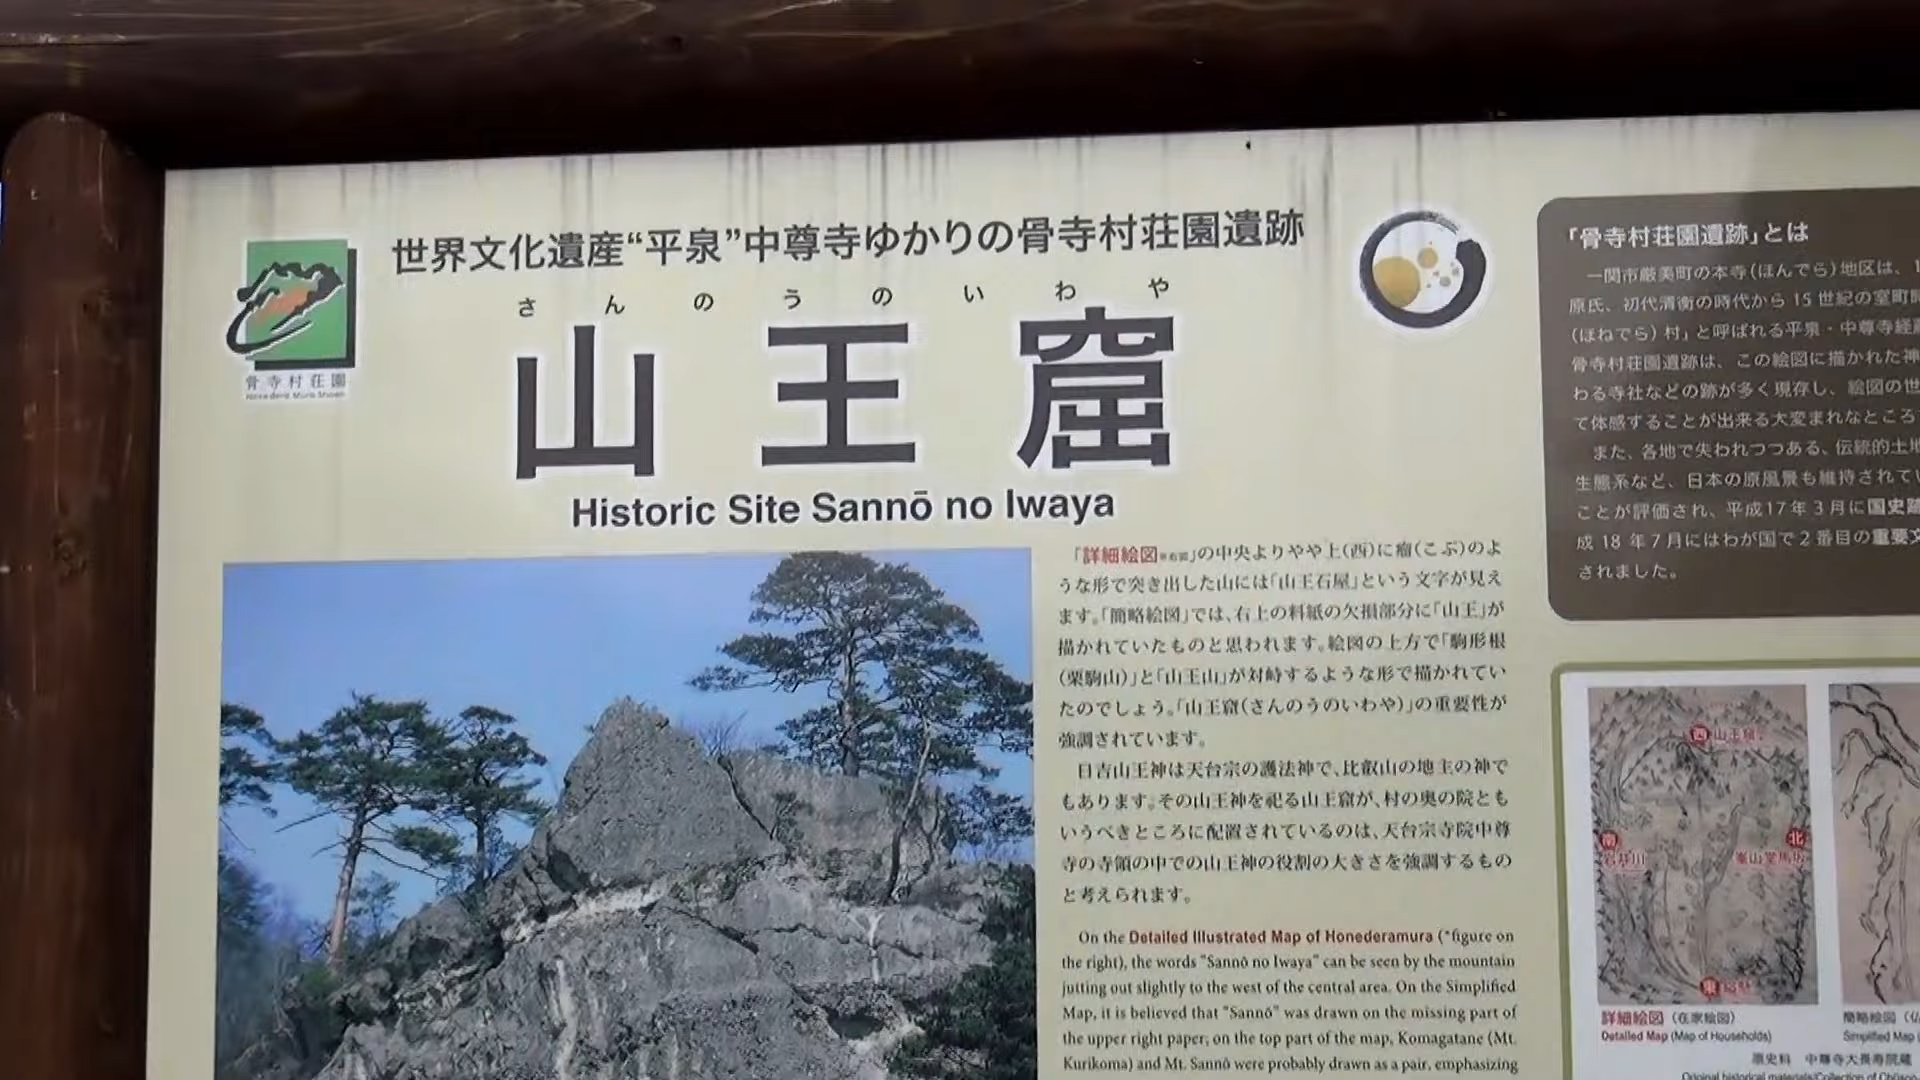 世界文化遺産“平泉”中尊寺ゆかりの骨寺村荘園遺跡
さんのうのいわや
山王窟
Historic Site Sannō no Iwaya
骨寺村荘園
「詳細絵図※右図」の中央よりやや上(西)に瘤(こぶ)のよ
うな形で突き出した山には「山王石屋」という文字が見え
ます。「簡略絵図」では、右上の料紙の欠損部分に「山王」が
描かれていたものと思われます。絵図の上方で「駒形根
(栗駒山)」と「山王山」が対峙するような形で描かれてい
たのでしょう。「山王窟(さんのうのいわや)」の重要性が
強調されています。
日吉山王神は天台宗の護法神で、比叡山の地主の神で
もあります。その山王神を祀る山王窟が、村の奥の院とも
いうべきところに配置されているのは、天台宗寺院中尊
寺の寺領の中での山王神の役割の大きさを強調するもの
と考えられます。
On the Detailed Illustrated Map of Honederamura (*figure on
the right), the words "Sannō no Iwaya" can be seen by the mountain
jutting out slightly to the west of the central area. On the Simplified
Map, it is believed that "Sannō" was drawn on the missing part of
the upper right paper; on the top part of the map, Komagatane (Mt.
Kurikoma) and Mt. Sannō were probably drawn as a pair, emphasizing
「骨寺村荘園遺跡」とは
一関市厳美町の本寺(ほんでら)地区は、1
原氏、初代清衡の時代から 15 世紀の室町時
(ほねでら)村」と呼ばれる平泉・中尊寺経蔵
骨寺村荘園遺跡は、この絵図に描かれた神
わる寺社などの跡が多く現存し、絵図の世
て体感することが出来る大変まれなところ
また、各地で失われつつある、伝統的土地
生態系など、日本の原風景も維持されてい
ことが評価され、平成17年3月に国史跡
成 18 年7月にはわが国で2番目の重要文
されました。
西 山王窟
南
北
東
詳細絵図(在家絵図)
Detailed Map (Map of Households)
簡略絵図(仏
Simplified Map (
原史料 中尊寺大長寿院蔵
Original historical materials/Collection of Chūson